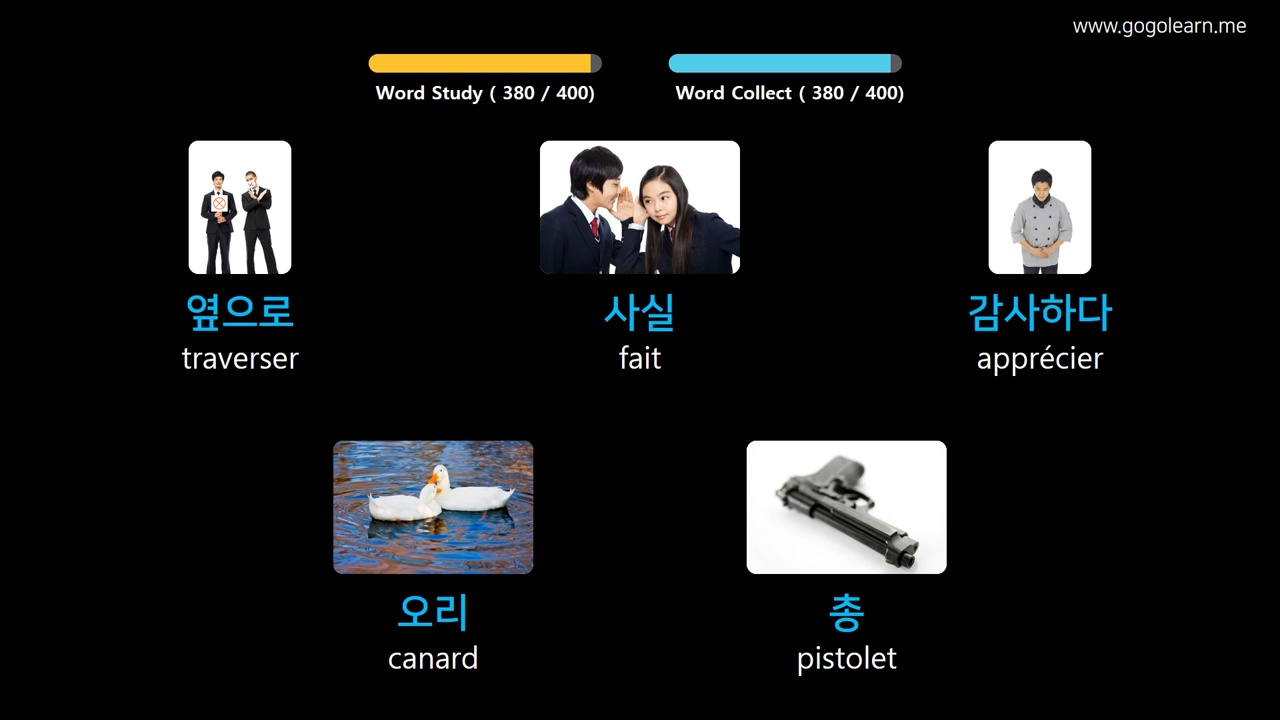 www.gogolearn.me
Word Study ( 380 / 400)
Word Collect ( 380 / 400)
옆으로
traverser
사실
fait
감사하다
apprécier
오리
canard
총
pistolet